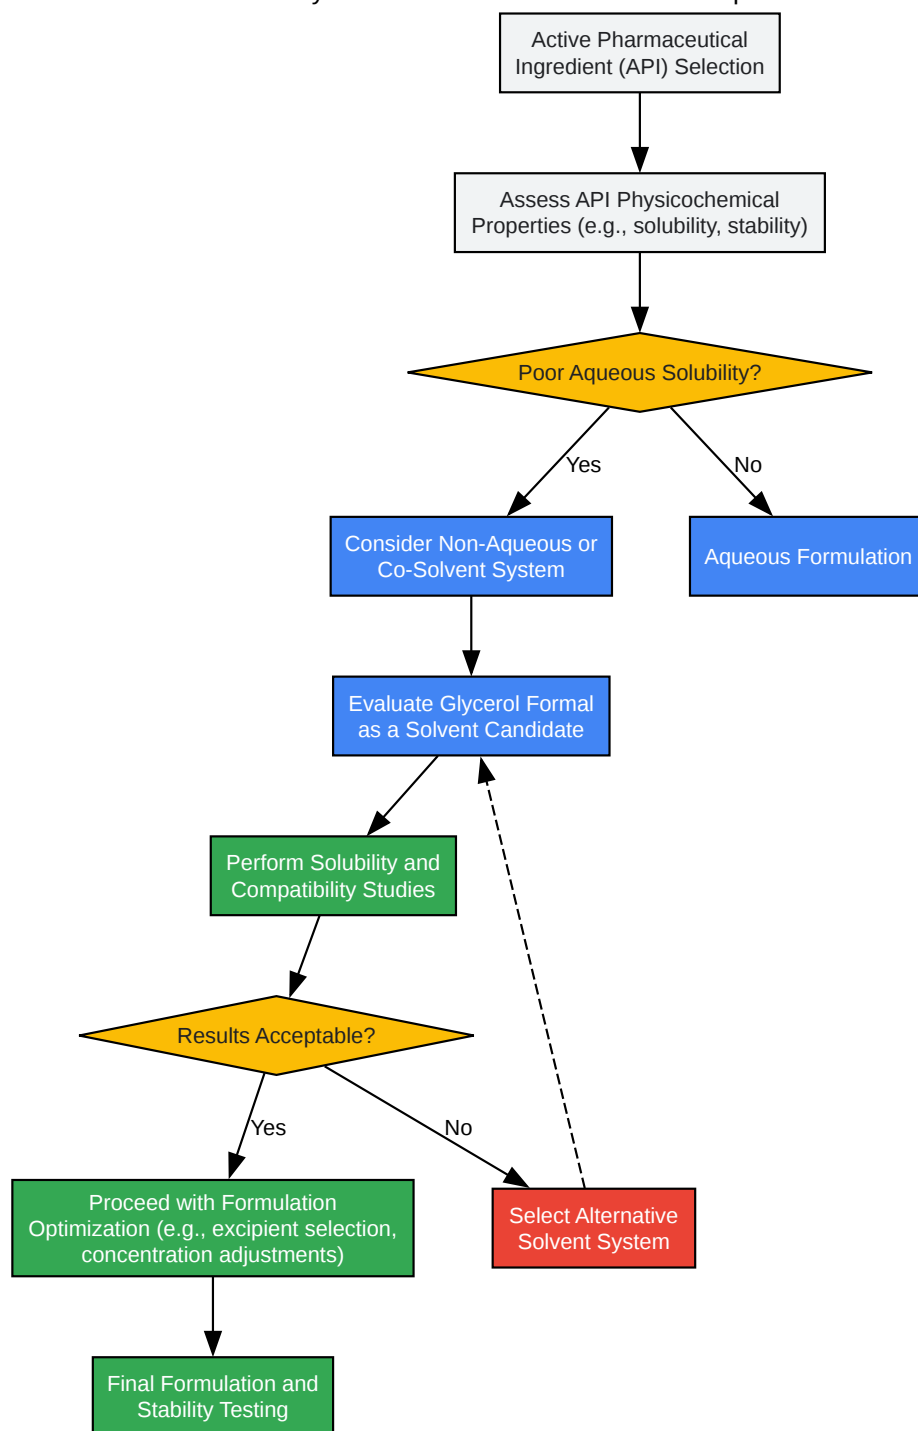 Active Pharmaceutical
Ingredient (API) Selection
Assess API Physicochemical
Properties (e.g., solubility, stability)
Poor Aqueous Solubility?
Yes
No
Consider Non-Aqueous or
Co-Solvent System
Aqueous Formulation
Evaluate Glycerol Formal
as a Solvent Candidate
Perform Solubility and
Compatibility Studies
Results Acceptable?
Yes
No
Proceed with Formulation
Optimization (e.g., excipient selection,
concentration adjustments)
Select Alternative
Solvent System
Final Formulation and
Stability Testing